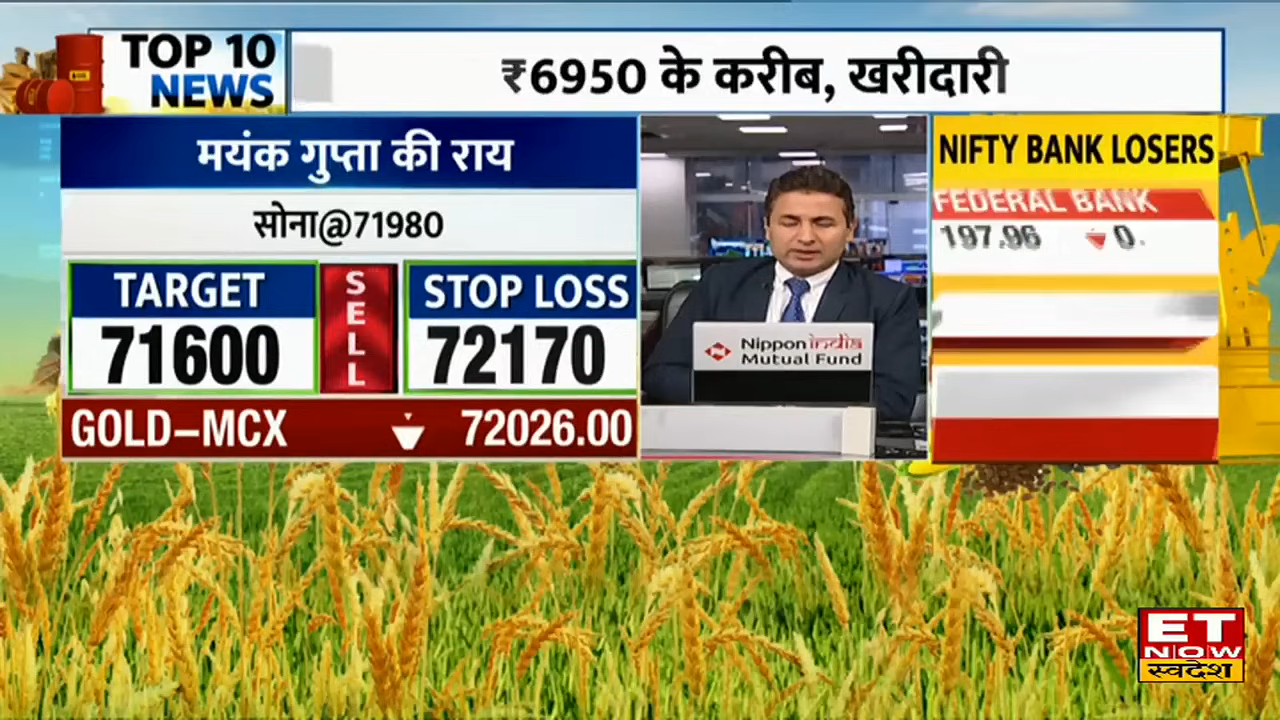 TOP 10
NEWS
₹6950 के करीब, खरीदारी
मयंक गुप्ता की राय
सोना@71980
TARGET
71600
SELL
STOP LOSS
72170
GOLD-MCX 72026.00
Nippon india
Mutual Fund
NIFTY BANK LOSERS
FEDERAL BANK
197.96 0.
ET
NOW
स्वदेश